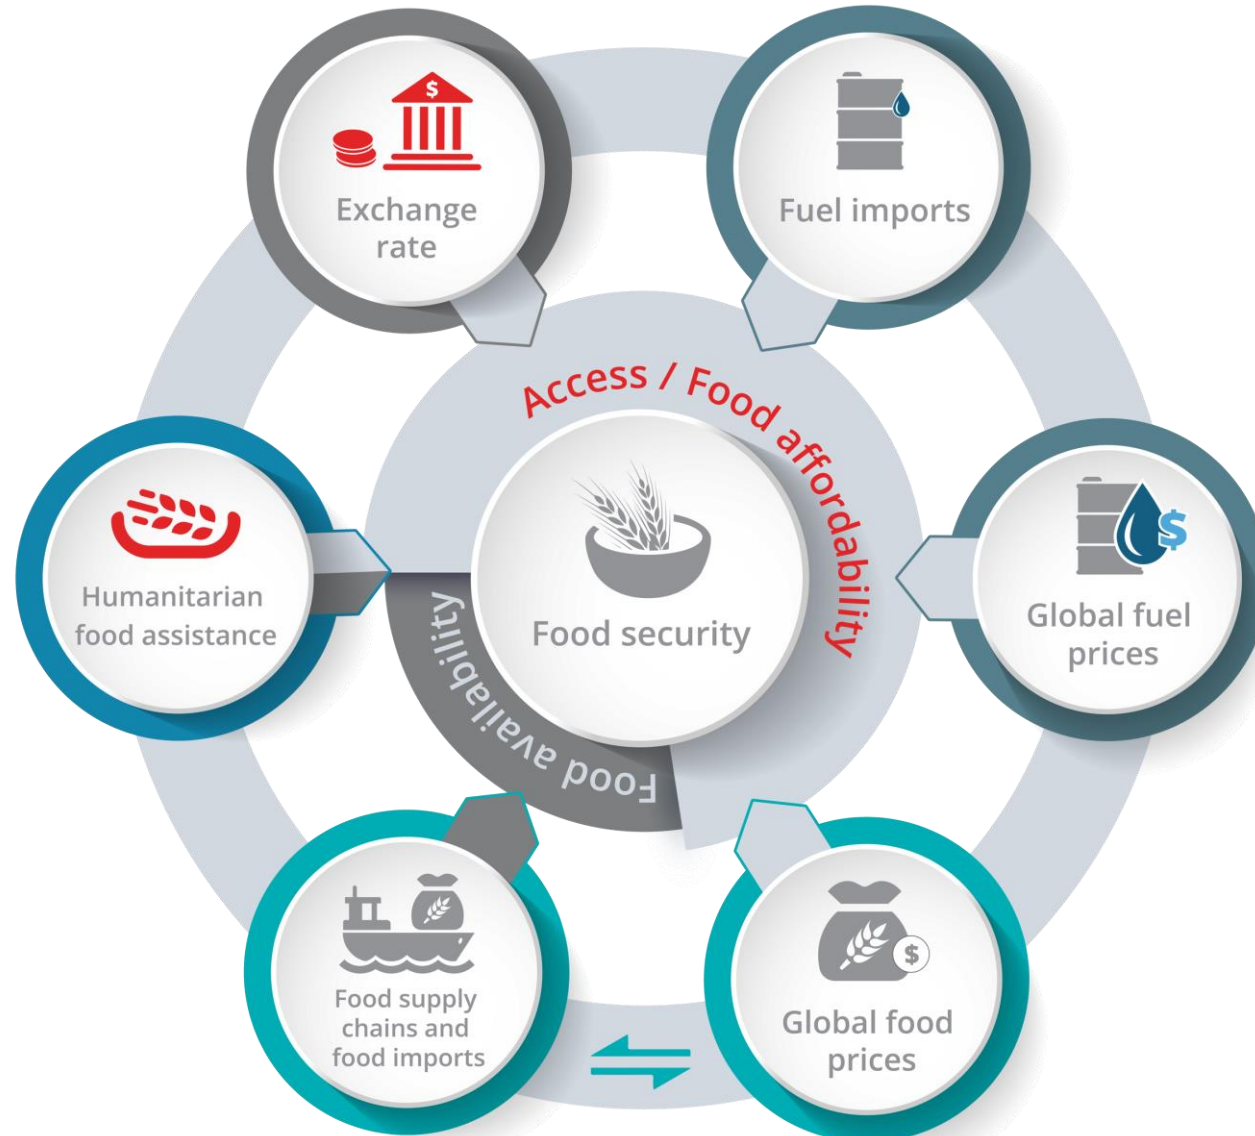 $
Exchange
rate
Fuel imports
Access / Food affordability
Humanitarian
food assistance
Food security
$
Global fuel
prices
Food availability
Food supply
chains and
food imports
$
Global food
prices